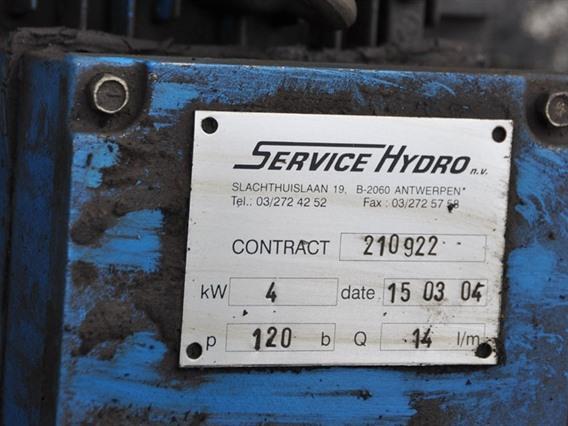 SERVICE HYDRO n.v.
SLACHTHUISLAAN 19, B-2060 ANTWERPEN*
Tel.: 03/272 42 52 Fax : 03/272 57 58
CONTRACT 210922
kW 4 date 15 03 04
p 120 b Q 14 l/m